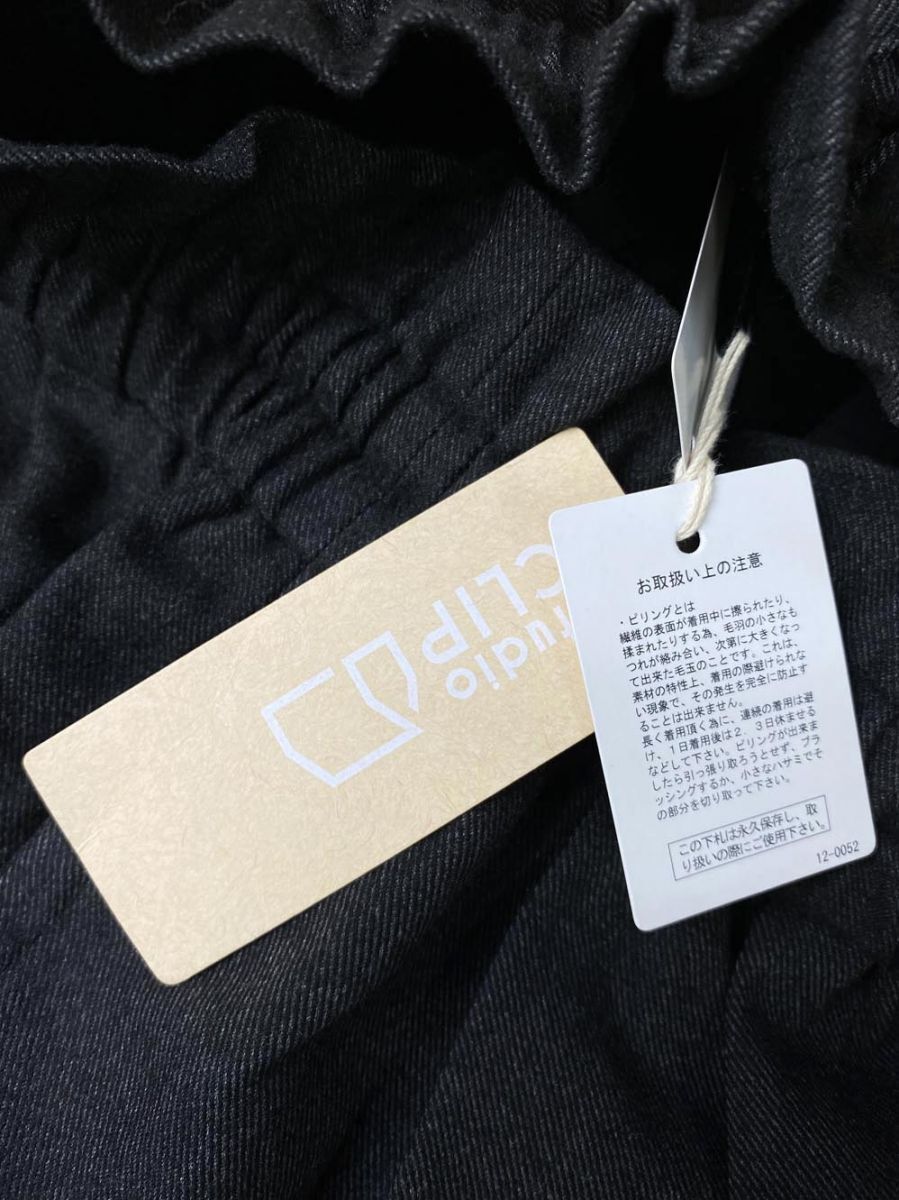 studio
CLIP
お取扱い上の注意
・ピリングとは
繊維の表面が着用中に擦られたり、
揉まれたりする為、毛羽の小さなも
つれが絡み合い、次第に大きくなっ
て出来た毛玉のことです。これは、
素材の特性上、着用の際避けられな
い現象で、その発生を完全に防止す
ることは出来ません。
長く着用頂く為に、連続の着用は避
け、１日着用後は２．３日休ませる
などして下さい。ピリングが出来ま
したら引っ張り取ろうとせず、ブラ
ッシングするか、小さなハサミでそ
の部分を切り取って下さい。
この下札は永久保存し、取
り扱いの際にご使用下さい。
12-0052